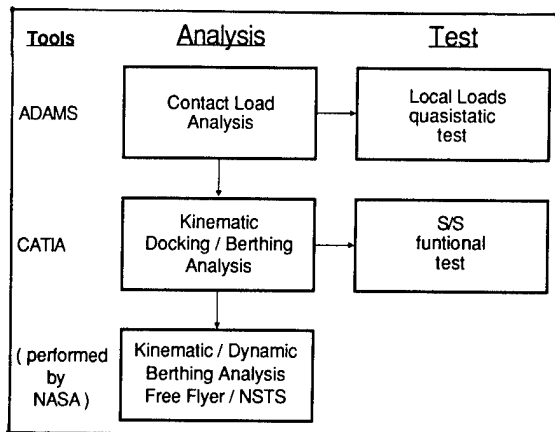 Tools Analysis Test
ADAMS
Contact Load
Analysis
Local Loads
quasistatic
test
CATIA
Kinematic
Docking / Berthing
Analysis
S/S
funtional
test
( performed
by
NASA )
Kinematic / Dynamic
Berthing Analysis
Free Flyer / NSTS